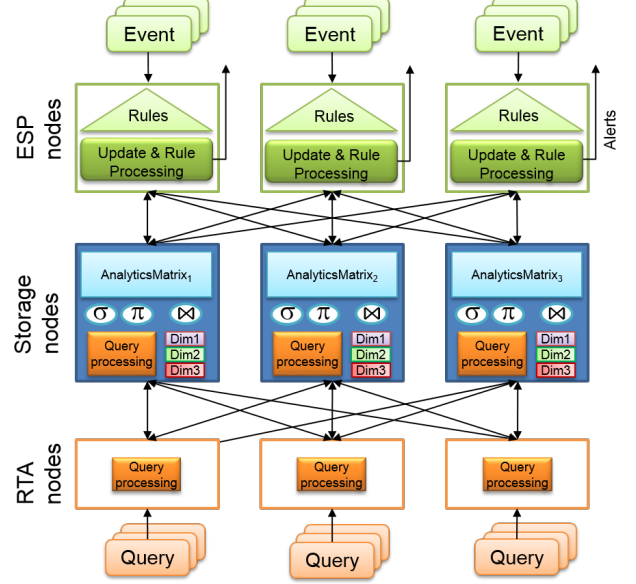 Event Event Event
ESP nodes
Rules Rules Rules
Update & Rule Update & Rule Update & Rule
Processing Processing Processing
Alerts
Storage nodes
AnalyticsMatrix₁ AnalyticsMatrix₂ AnalyticsMatrix₃
σ π ⋈ σ π ⋈ σ π ⋈
Query Dim1 Query Dim1 Query Dim1
processing Dim2 processing Dim2 processing Dim2
Dim3 Dim3 Dim3
RTA nodes
Query Query Query
processing processing processing
Query Query Query